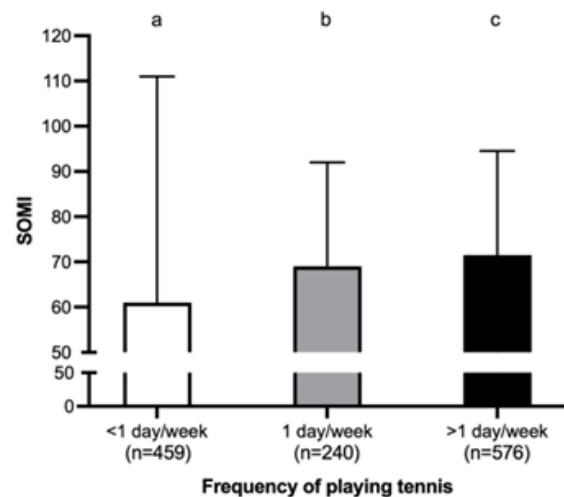 a b c
120
110
100
90
80
70
60
50
50
0
SOMI
<1 day/week 1 day/week >1 day/week
(n=459) (n=240) (n=576)
Frequency of playing tennis